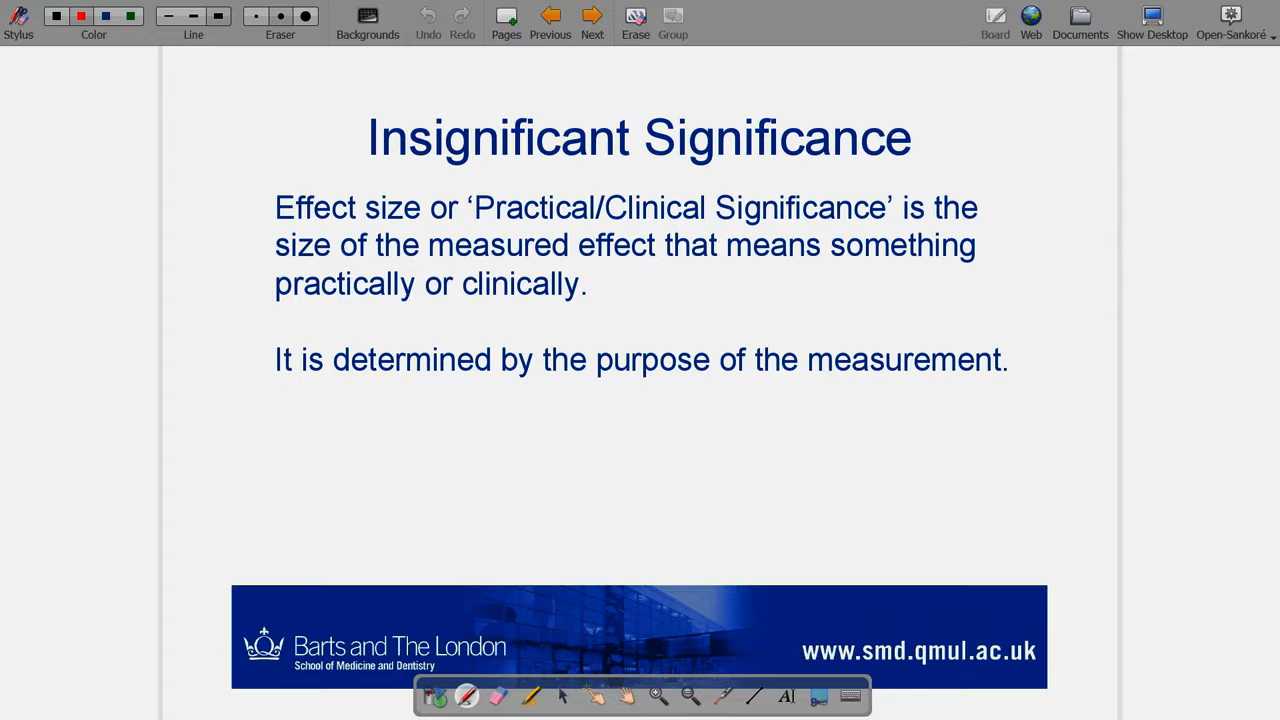 Stylus
Color
Line
Eraser
Backgrounds
Undo
Redo
Pages
Previous
Next
Erase
Group
Board
Web
Documents
Show Desktop
Open-Sankoré
Insignificant Significance
Effect size or ‘Practical/Clinical Significance’ is the
size of the measured effect that means something
practically or clinically.
It is determined by the purpose of the measurement.
Barts and The London
School of Medicine and Dentistry
www.smd.qmul.ac.uk